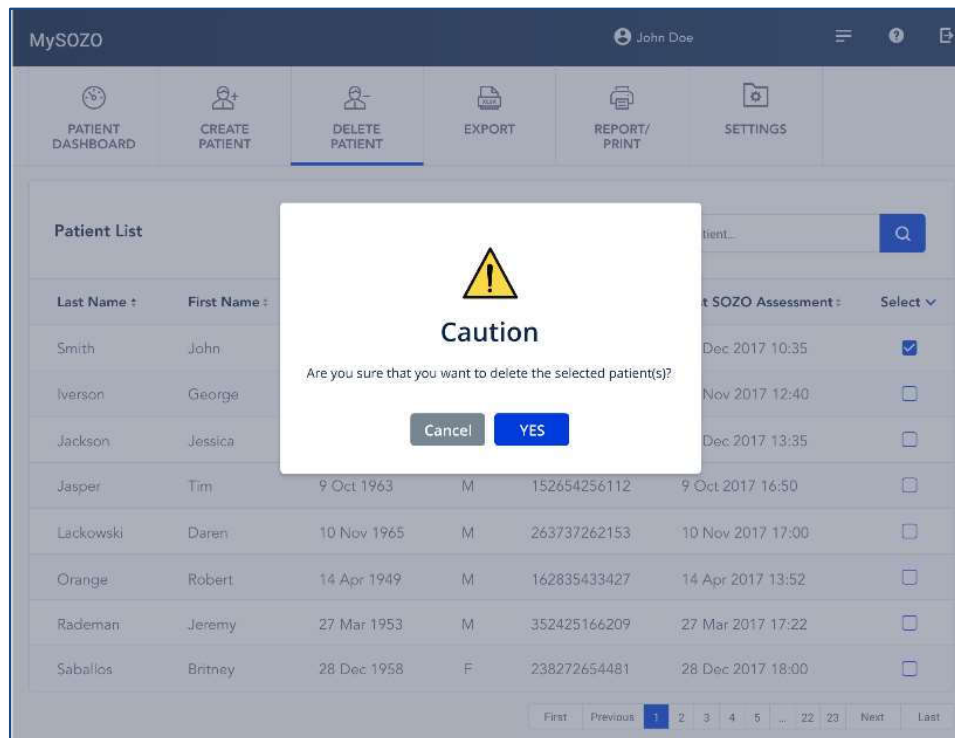 MySOZO John Doe ?
PATIENT DASHBOARD CREATE PATIENT DELETE PATIENT EXPORT REPORT/ PRINT SETTINGS
Patient List tient... 
Last Name First Name t SOZO Assessment Select
Smith John Dec 2017 10:35
Caution
Are you sure that you want to delete the selected patient(s)?
Iverson George Nov 2017 12:40
Jackson Jessica Dec 2017 13:35
Cancel YES
Jasper Tim 9 Oct 1963 M 152654256112 9 Oct 2017 16:50
Lackowski Daren 10 Nov 1965 M 263737262153 10 Nov 2017 17:00
Orange Robert 14 Apr 1949 M 162835433427 14 Apr 2017 13:52
Rademan Jeremy 27 Mar 1953 M 352425166209 27 Mar 2017 17:22
Saballos Britney 28 Dec 1958 F 238272654481 28 Dec 2017 18:00
First Previous 1 2 3 4 5 ... 22 23 Next Last